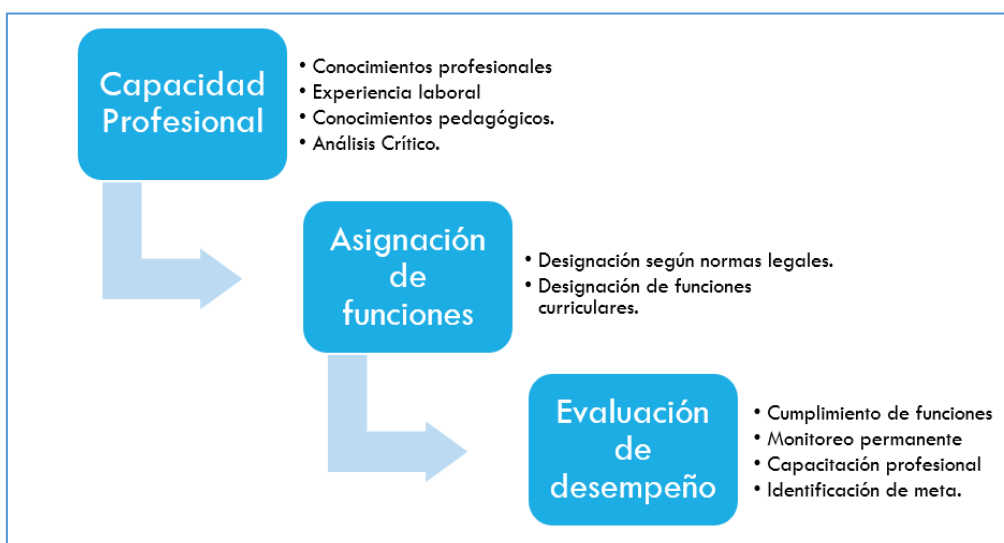 Capacidad
Profesional
• Conocimientos profesionales
• Experiencia laboral
• Conocimientos pedagógicos.
• Análisis Crítico.
Asignación
de
funciones
• Designación según normas legales.
• Designación de funciones
curriculares.
Evaluación
de
desempeño
• Cumplimiento de funciones
• Monitoreo permanente
• Capacitación profesional
• Identificación de meta.